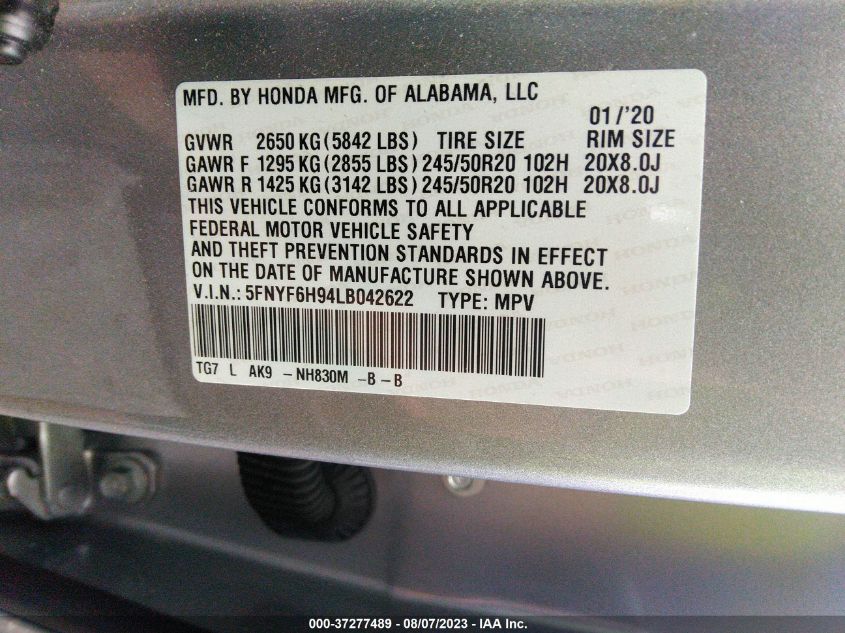 MFD. BY HONDA MFG. OF ALABAMA, LLC
01/'20
GVWR 2650 KG (5842 LBS) TIRE SIZE RIM SIZE
GAWR F 1295 KG (2855 LBS) 245/50R20 102H 20X8.0J
GAWR R 1425 KG (3142 LBS) 245/50R20 102H 20X8.0J
THIS VEHICLE CONFORMS TO ALL APPLICABLE
FEDERAL MOTOR VEHICLE SAFETY
AND THEFT PREVENTION STANDARDS IN EFFECT
ON THE DATE OF MANUFACTURE SHOWN ABOVE.
V.I.N.: 5FNYF6H94LB042622 TYPE: MPV
TG7 L AK9 -NH830M -B-B
000-37277489 - 08/07/2023 - IAA Inc.